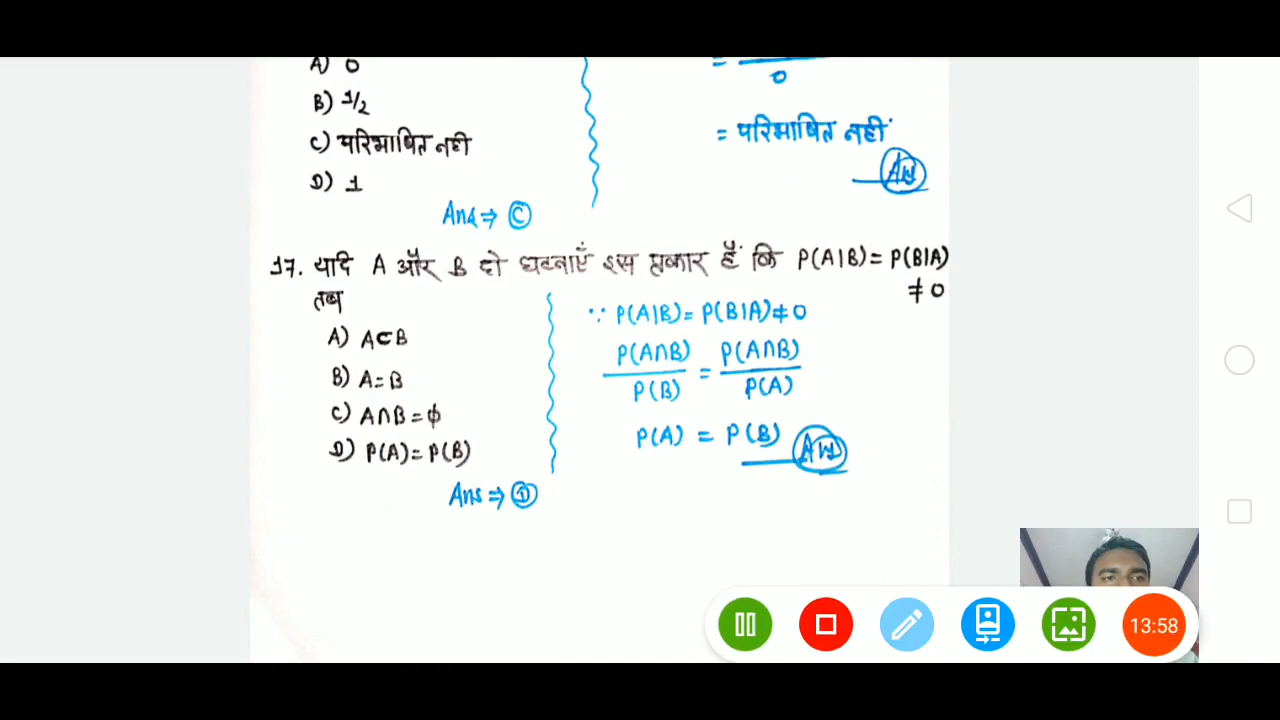 A) 0
B) 1/2
C) परिभाषित नहीं
D) 1
Ans ⇒ C
=
0
= परिभाषित नहीं
Ans
17. यदि A और B दो घटनाएँ इस प्रकार हैं कि P(A|B) = P(B|A)
≠ 0
तब
A) A⊂B
B) A=B
C) A∩B = ϕ
D) P(A) = P(B)
Ans ⇒ D
∵ P(A|B) = P(B|A) ≠ 0
P(A∩B)/P(B) = P(A∩B)/P(A)
P(A) = P(B)
Ans
13:58